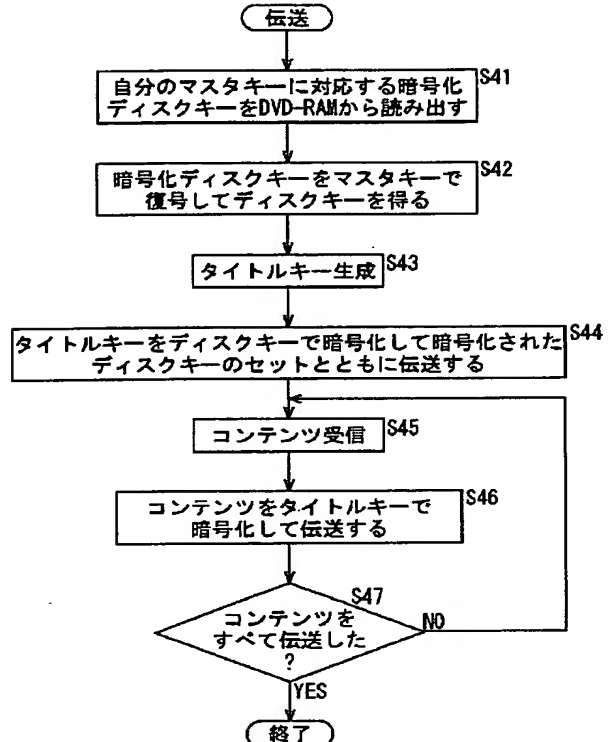 伝送
自分のマスタキーに対応する暗号化
ディスクキーをDVD-RAMから読み出す
S41
暗号化ディスクキーをマスタキーで
復号してディスクキーを得る
S42
タイトルキー生成
S43
タイトルキーをディスクキーで暗号化して暗号化された
ディスクキーのセットとともに伝送する
S44
コンテンツ受信
S45
コンテンツをタイトルキーで
暗号化して伝送する
S46
S47
コンテンツを
すべて伝送した
?
NO
YES
終了